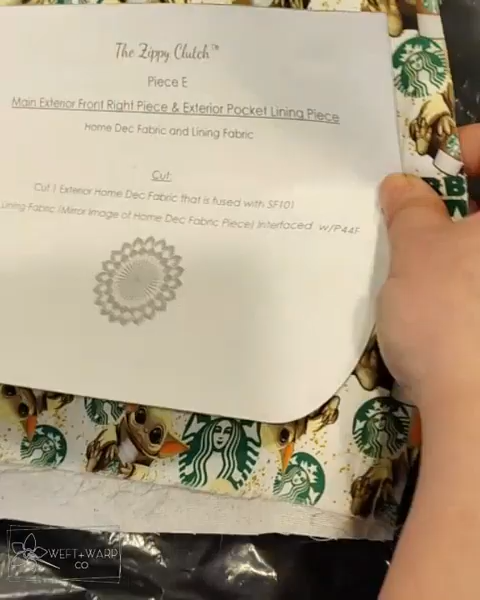 The Zippy Clutch™
Piece E
Main Exterior Front Right Piece & Exterior Pocket Lining Piece
Home Dec Fabric and Lining Fabric
Cut:
Cut 1 Exterior Home Dec Fabric that is fused with SF101
Lining Fabric (Mirror Image of Home Dec Fabric Piece) Interfaced w/P44F
WEFT+WARP
CO